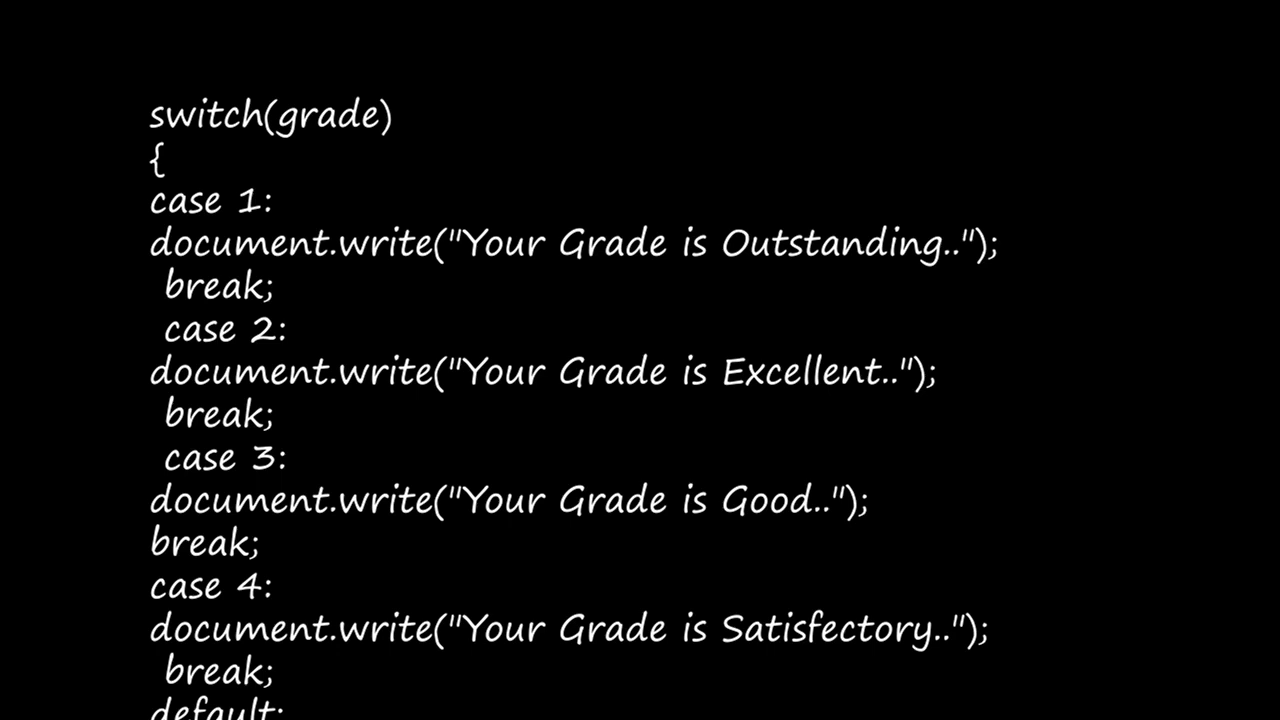 switch(grade)
{
case 1:
document.write("Your Grade is Outstanding..");
break;
case 2:
document.write("Your Grade is Excellent..");
break;
case 3:
document.write("Your Grade is Good..");
break;
case 4:
document.write("Your Grade is Satisfectory..");
break;
default: